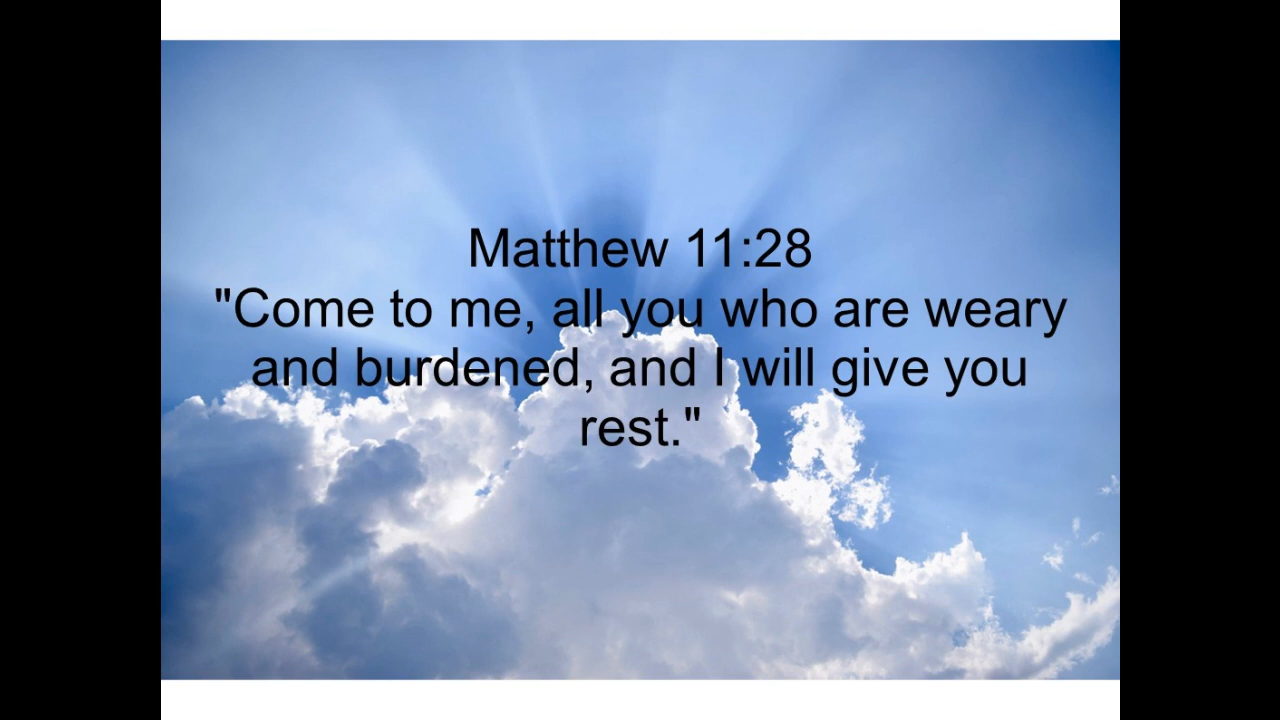 Matthew 11:28
"Come to me, all you who are weary
and burdened, and I will give you
rest."